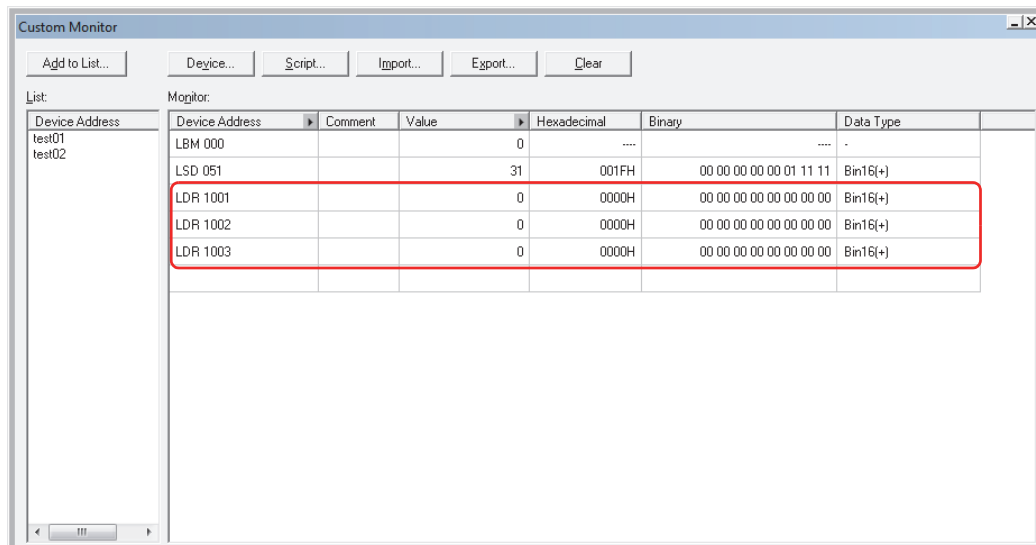 Custom Monitor
Add to List... Device... Script... Import... Export... Clear
List: Monitor:
Device Address Device Address Comment Value Hexadecimal Binary Data Type
test01
test02
LBM 000 0 ---- ---- -
LSD 051 31 001FH 00 00 00 00 00 01 11 11 Bin16(+)
LDR 1001 0 0000H 00 00 00 00 00 00 00 00 Bin16(+)
LDR 1002 0 0000H 00 00 00 00 00 00 00 00 Bin16(+)
LDR 1003 0 0000H 00 00 00 00 00 00 00 00 Bin16(+)